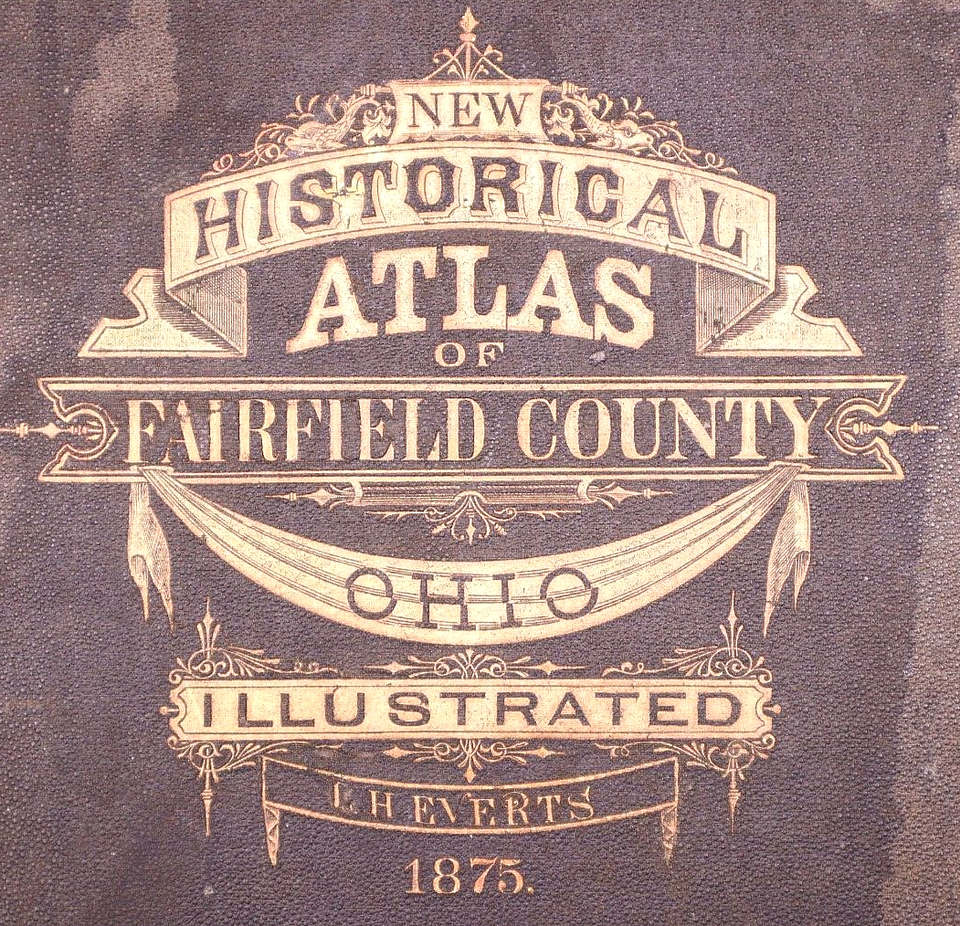 NEW
HISTORICAL
ATLAS
OF
FAIRFIELD COUNTY
OHIO
ILLUSTRATED
L H EVERTS
1875.